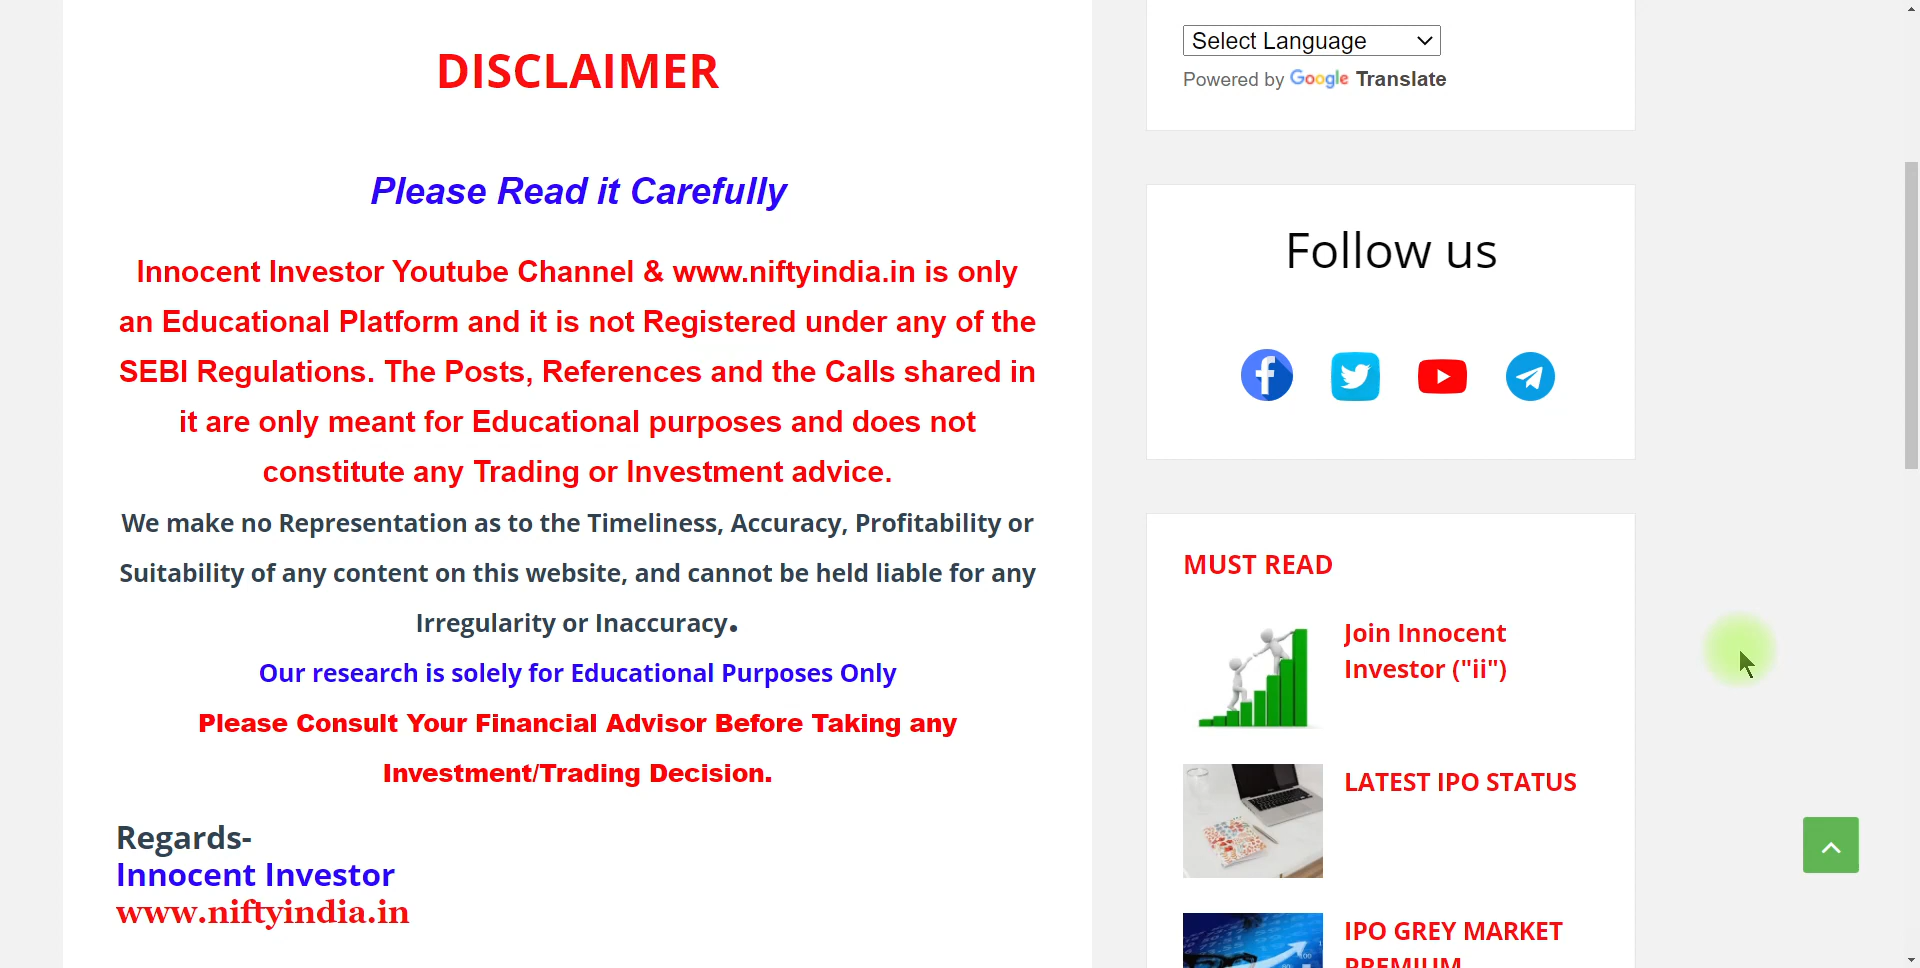 DISCLAIMER
Please Read it Carefully
Innocent Investor Youtube Channel & www.niftyindia.in is only
an Educational Platform and it is not Registered under any of the
SEBI Regulations. The Posts, References and the Calls shared in
it are only meant for Educational purposes and does not
constitute any Trading or Investment advice.
We make no Representation as to the Timeliness, Accuracy, Profitability or
Suitability of any content on this website, and cannot be held liable for any
Irregularity or Inaccuracy.
Our research is solely for Educational Purposes Only
Please Consult Your Financial Advisor Before Taking any
Investment/Trading Decision.
Regards-
Innocent Investor
www.niftyindia.in
Select Language
Powered by Google Translate
Follow us
MUST READ
Join Innocent
Investor ("ii")
LATEST IPO STATUS
IPO GREY MARKET
PREMIUM